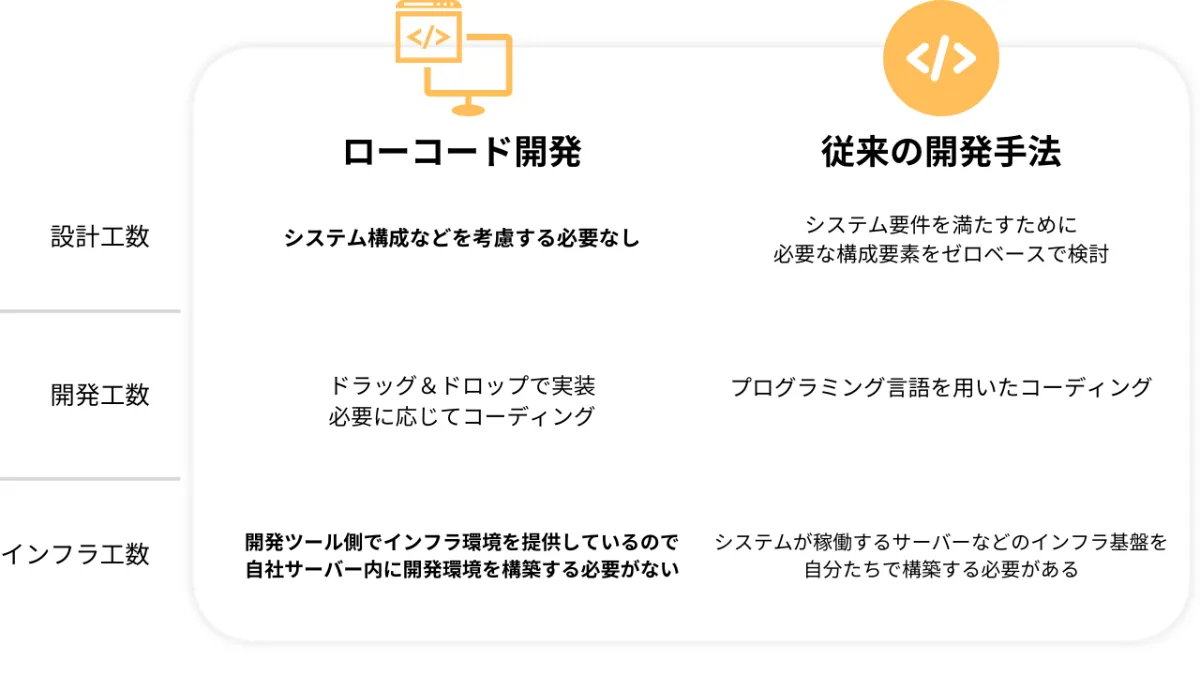 </>
</>
ローコード開発
従来の開発手法
設計工数
システム構成などを考慮する必要なし
システム要件を満たすために
必要な構成要素をゼロベースで検討
開発工数
ドラッグ＆ドロップで実装
必要に応じてコーディング
プログラミング言語を用いたコーディング
インフラ工数
開発ツール側でインフラ環境を提供しているので
自社サーバー内に開発環境を構築する必要がない
システムが稼働するサーバーなどのインフラ基盤を
自分たちで構築する必要がある